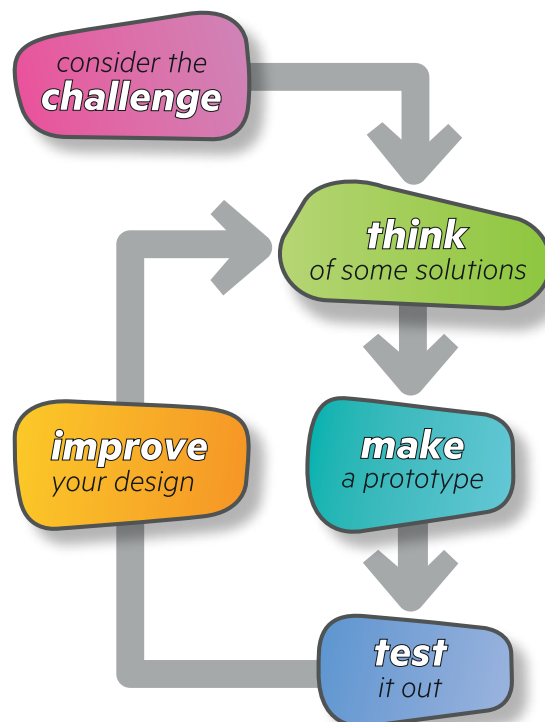 consider the
challenge
think
of some solutions
make
a prototype
test
it out
improve
your design